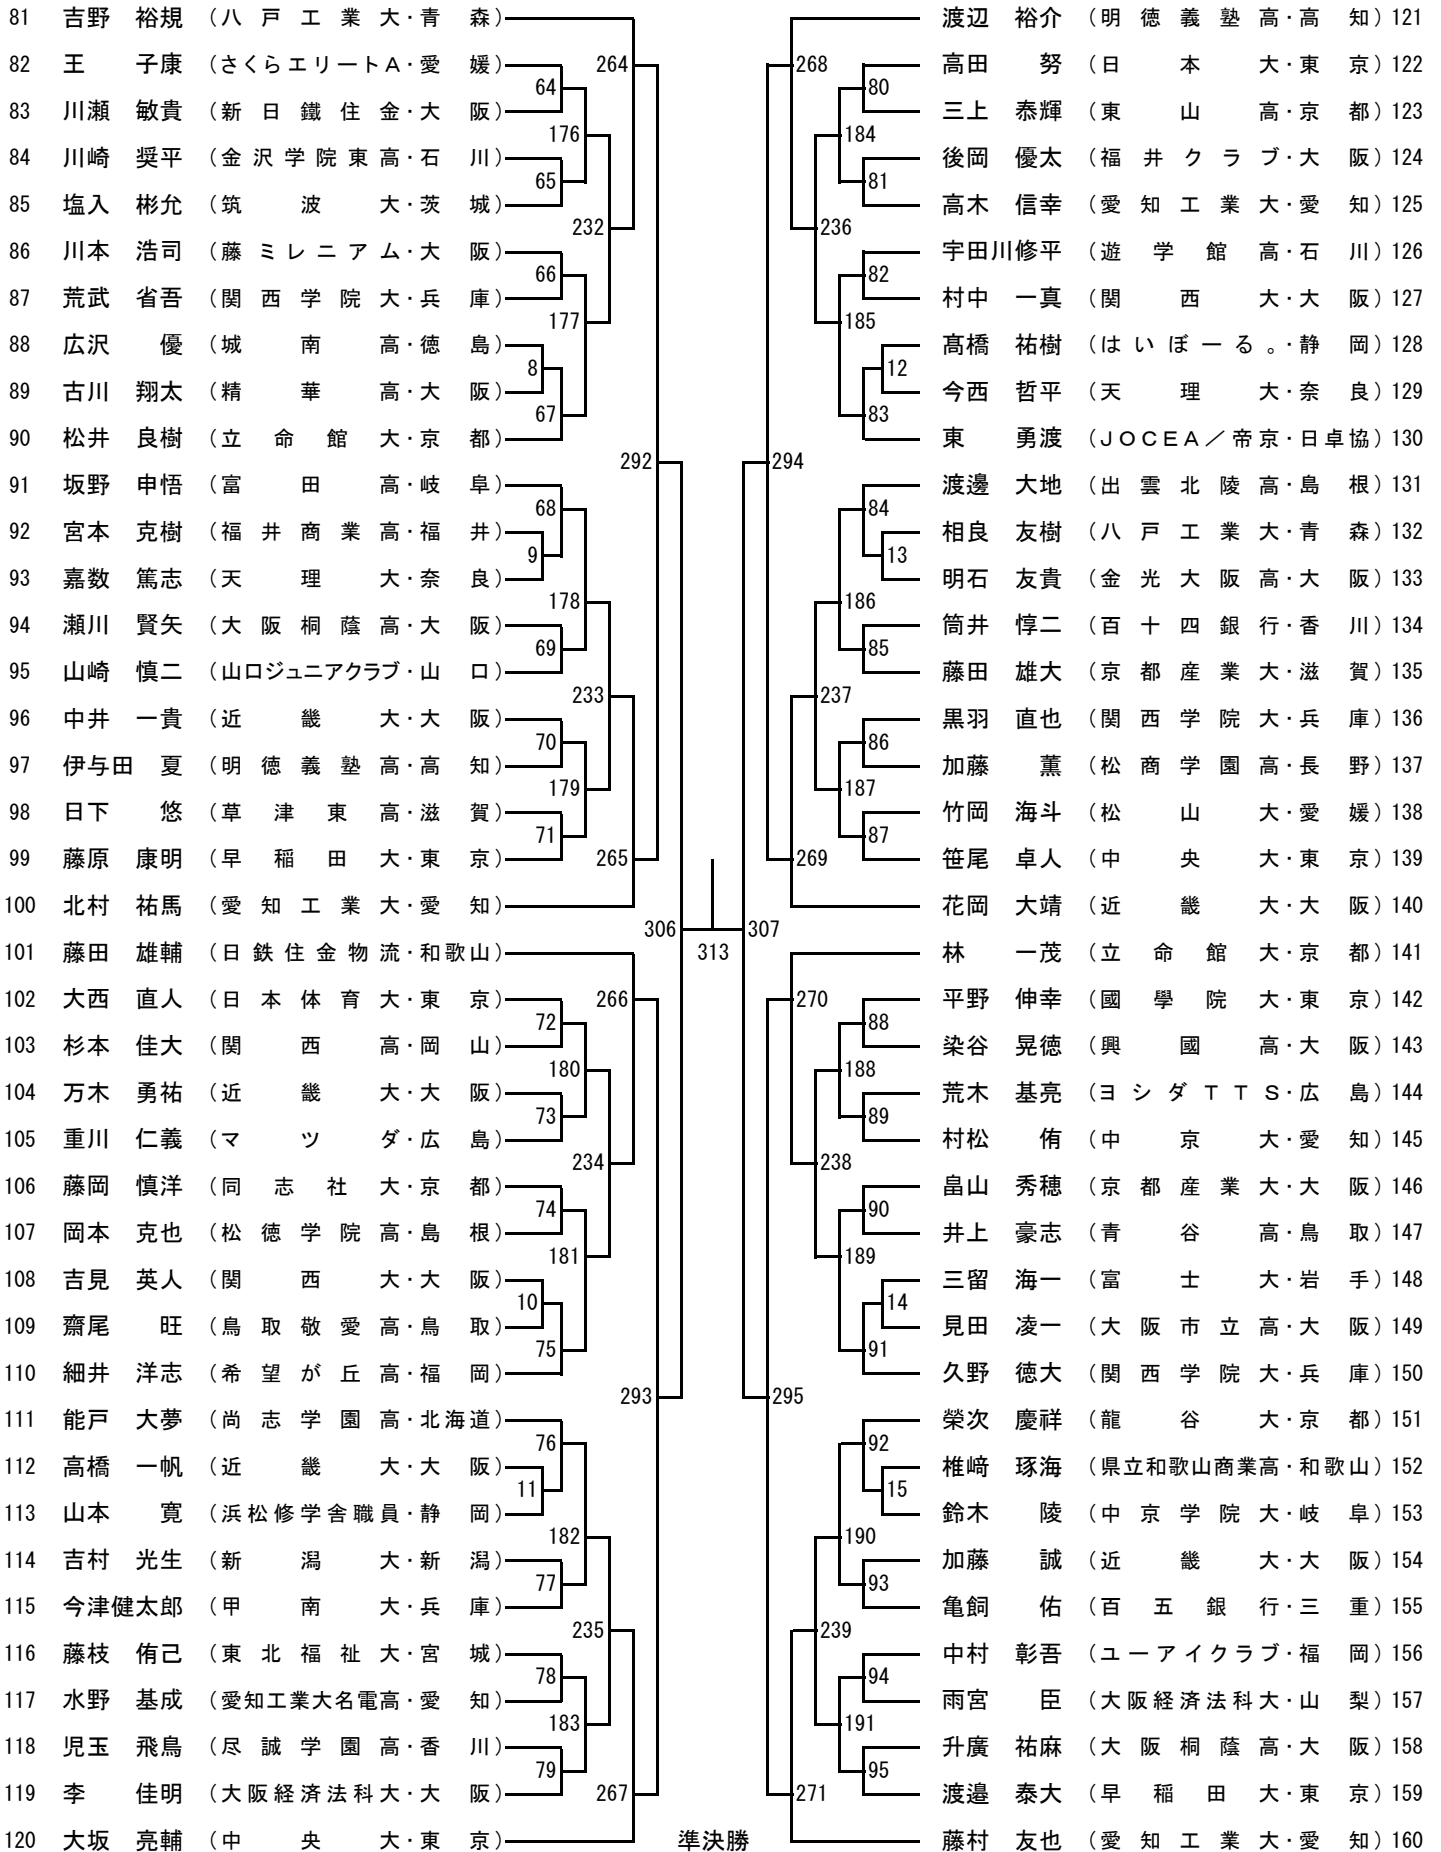 81 吉野 裕規 (八戸工業大・青森)
82 王 子康 (さくらエリートA・愛媛)
83 川瀬 敏貴 (新日鐵住金・大阪)
84 川崎 奨平 (金沢学院東高・石川)
85 塩入 彬允 (筑波大・茨城)
86 川本 浩司 (藤ミレニアム・大阪)
87 荒武 省吾 (関西学院大・兵庫)
88 広沢 優 (城南高・徳島)
89 古川 翔太 (精華高・大阪)
90 松井 良樹 (立命館大・京都)
91 坂野 申悟 (富田高・岐阜)
92 宮本 克樹 (福井商業高・福井)
93 嘉数 篤志 (天理大・奈良)
94 瀬川 賢矢 (大阪桐蔭高・大阪)
95 山崎 慎二 (山口ジュニアクラブ・山口)
96 中井 一貴 (近畿大・大阪)
97 伊与田 夏 (明徳義塾高・高知)
98 日下 悠 (草津東高・滋賀)
99 藤原 康明 (早稲田大・東京)
100 北村 祐馬 (愛知工業大・愛知)
101 藤田 雄輔 (日鉄住金物流・和歌山)
102 大西 直人 (日本体育大・東京)
103 杉本 佳大 (関西高・岡山)
104 万木 勇祐 (近畿大・大阪)
105 重川 仁義 (マツダ・広島)
106 藤岡 慎洋 (同志社大・京都)
107 岡本 克也 (松徳学院高・島根)
108 吉見 英人 (関西大・大阪)
109 齋尾 旺 (鳥取敬愛高・鳥取)
110 細井 洋志 (希望が丘高・福岡)
111 能戸 大夢 (尚志学園高・北海道)
112 高橋 一帆 (近畿大・大阪)
113 山本 寛 (浜松修学舎職員・静岡)
114 吉村 光生 (新潟大・新潟)
115 今津健太郎 (甲南大・兵庫)
116 藤枝 侑己 (東北福祉大・宮城)
117 水野 基成 (愛知工業大名電高・愛知)
118 児玉 飛鳥 (尽誠学園高・香川)
119 李 佳明 (大阪経済法科大・大阪)
120 大坂 亮輔 (中央大・東京)
264
64
176
65
232
66
177
8
67
292
68
9
178
69
233
70
179
71
265
306
313
307
266
72
180
73
234
74
181
10
75
293
76
11
182
77
235
78
183
79
267
準決勝
268
80
184
81
236
82
185
12
83
294
84
13
186
85
237
86
187
87
269
270
88
188
89
238
90
189
14
91
295
92
15
190
93
239
94
191
95
271
渡辺 裕介 (明徳義塾高・高知) 121
高田 努 (日本大・東京) 122
三上 恭輝 (東山高・京都) 123
後岡 優太 (福井クラブ・大阪) 124
高木 信幸 (愛知工業大・愛知) 125
宇田川修平 (遊学館高・石川) 126
村中 一真 (関西大・大阪) 127
髙橋 祐樹 (はいぼーる。・静岡) 128
今西 哲平 (天理大・奈良) 129
東 勇渡 (JOCEA/帝京・日卓協) 130
渡邊 大地 (出雲北陵高・島根) 131
相良 友樹 (八戸工業大・青森) 132
明石 友貴 (金光大阪高・大阪) 133
筒井 惇二 (百十四銀行・香川) 134
藤田 雄大 (京都産業大・滋賀) 135
黒羽 直也 (関西学院大・兵庫) 136
加藤 薫 (松商学園高・長野) 137
竹岡 海斗 (松山大・愛媛) 138
笹尾 卓人 (中央大・東京) 139
花岡 大靖 (近畿大・大阪) 140
林 一茂 (立命館大・京都) 141
平野 伸幸 (國學院大・東京) 142
染谷 晃徳 (興國高・大阪) 143
荒木 基亮 (ヨシダTTS・広島) 144
村松 侑 (中京大・愛知) 145
畠山 秀穂 (京都産業大・大阪) 146
井上 豪志 (青谷高・鳥取) 147
三留 海一 (富士大・岩手) 148
見田 凌一 (大阪市立高・大阪) 149
久野 徳大 (関西学院大・兵庫) 150
榮次 慶祥 (龍谷大・京都) 151
椎﨑 琢海 (県立和歌山商業高・和歌山) 152
鈴木 陵 (中京学院大・岐阜) 153
加藤 誠 (近畿大・大阪) 154
亀飼 佑 (百五銀行・三重) 155
中村 彰吾 (ユーアイクラブ・福岡) 156
雨宮 臣 (大阪経済法科大・山梨) 157
升廣 祐麻 (大阪桐蔭高・大阪) 158
渡邉 泰大 (早稲田大・東京) 159
藤村 友也 (愛知工業大・愛知) 160